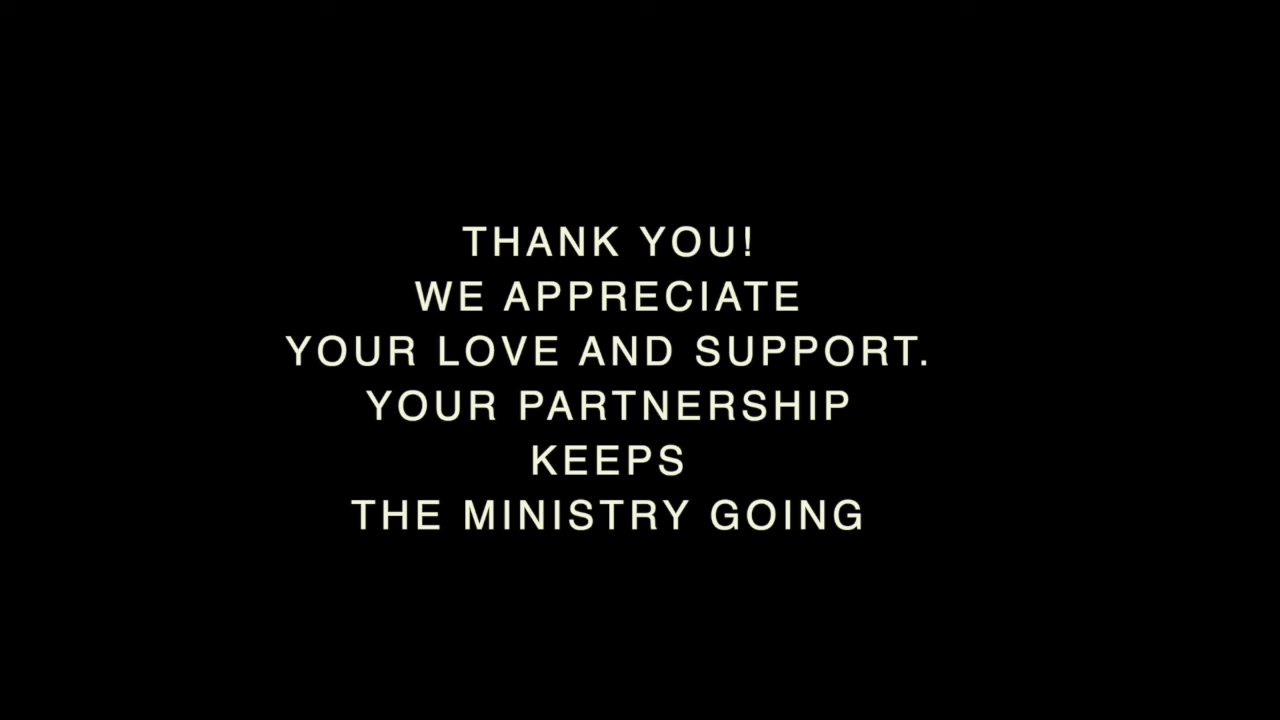 THANK YOU!
WE APPRECIATE
YOUR LOVE AND SUPPORT.
YOUR PARTNERSHIP
KEEPS
THE MINISTRY GOING